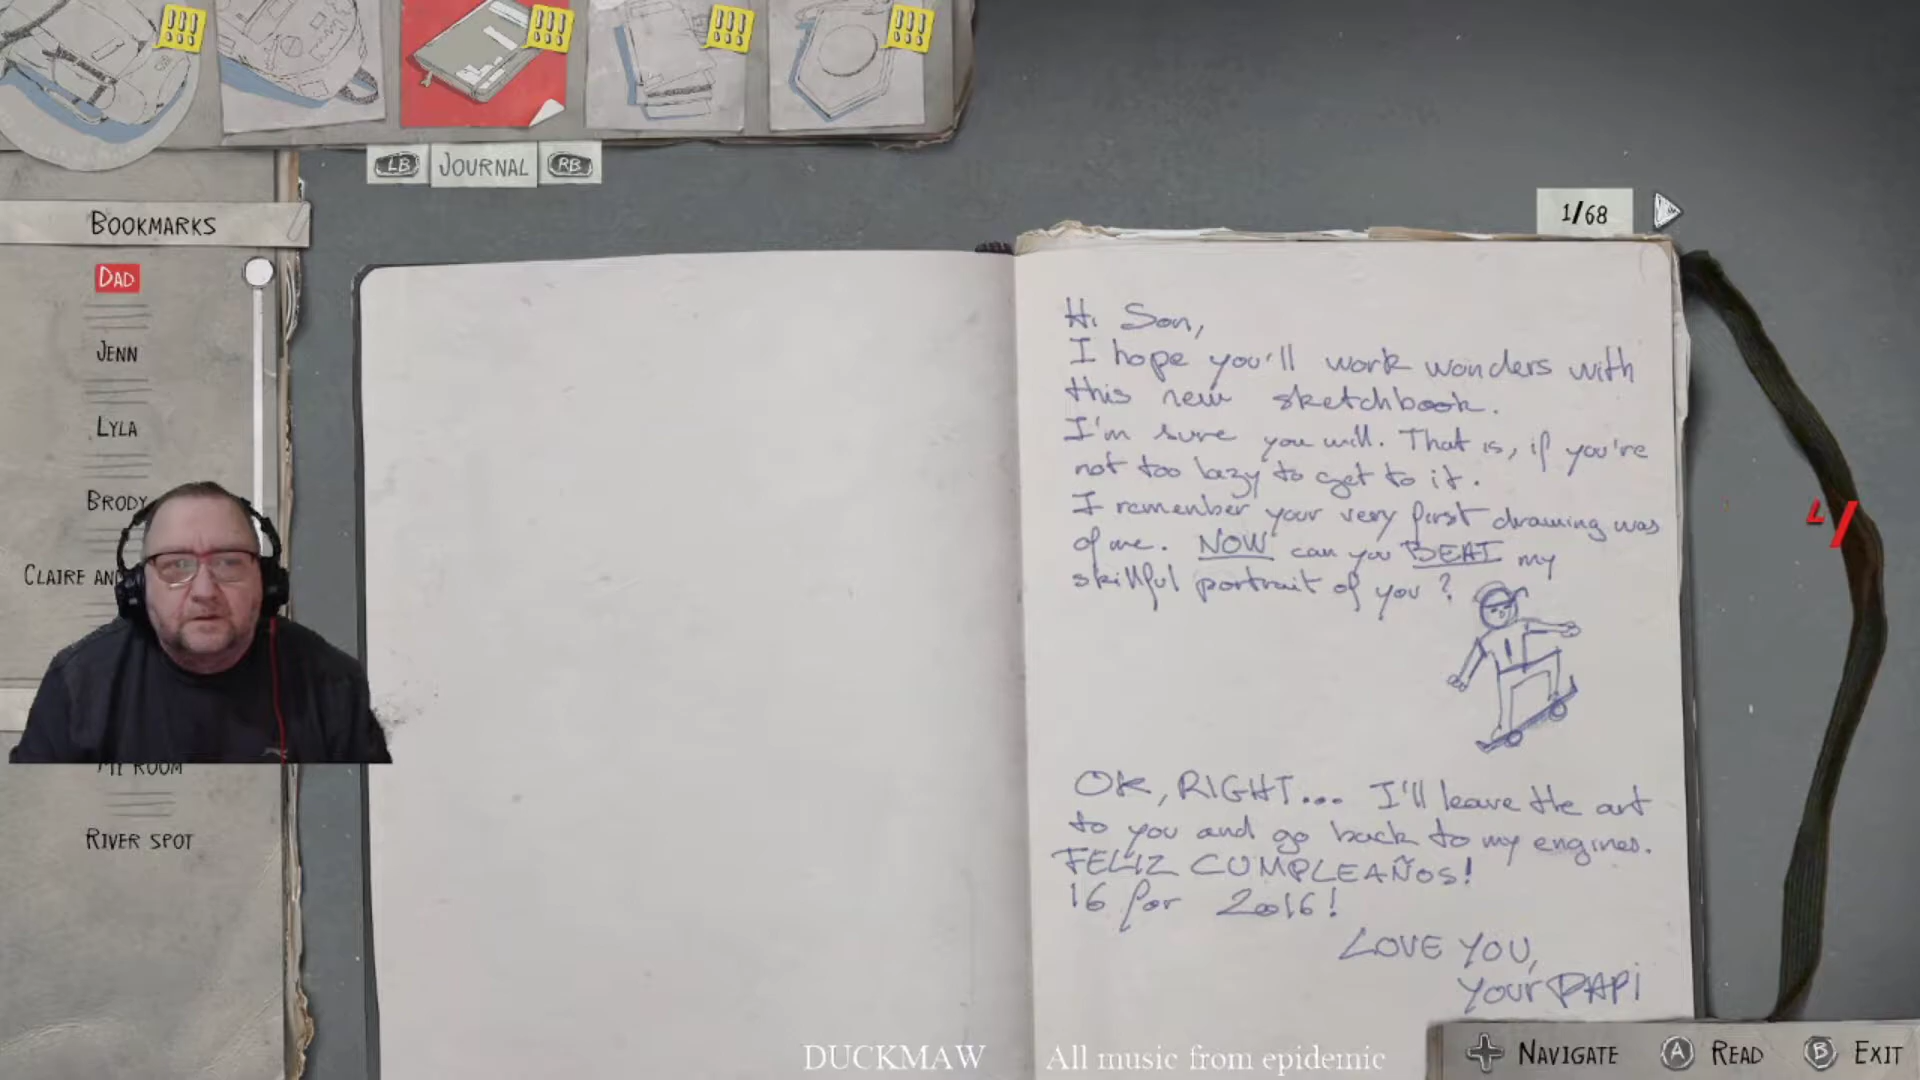 LB JOURNAL RB
1/68
BOOKMARKS
DAD
JENN
LYLA
BRODY
CLAIRE AN
MY ROOM
RIVER SPOT
Hi Son,
I hope you'll work wonders with
this new sketchbook.
I'm sure you will. That is, if you're
not too lazy to get to it.
I remember your very first drawing was
of me. NOW can you BEAT my
skillful portrait of you?
OK, RIGHT... I'll leave the art
to you and go back to my engines.
FELIZ CUMPLEAÑOS!
16 for 2016!
LOVE YOU,
your PAPi
DUCKMAW All music from epidemic
NAVIGATE A READ B EXIT